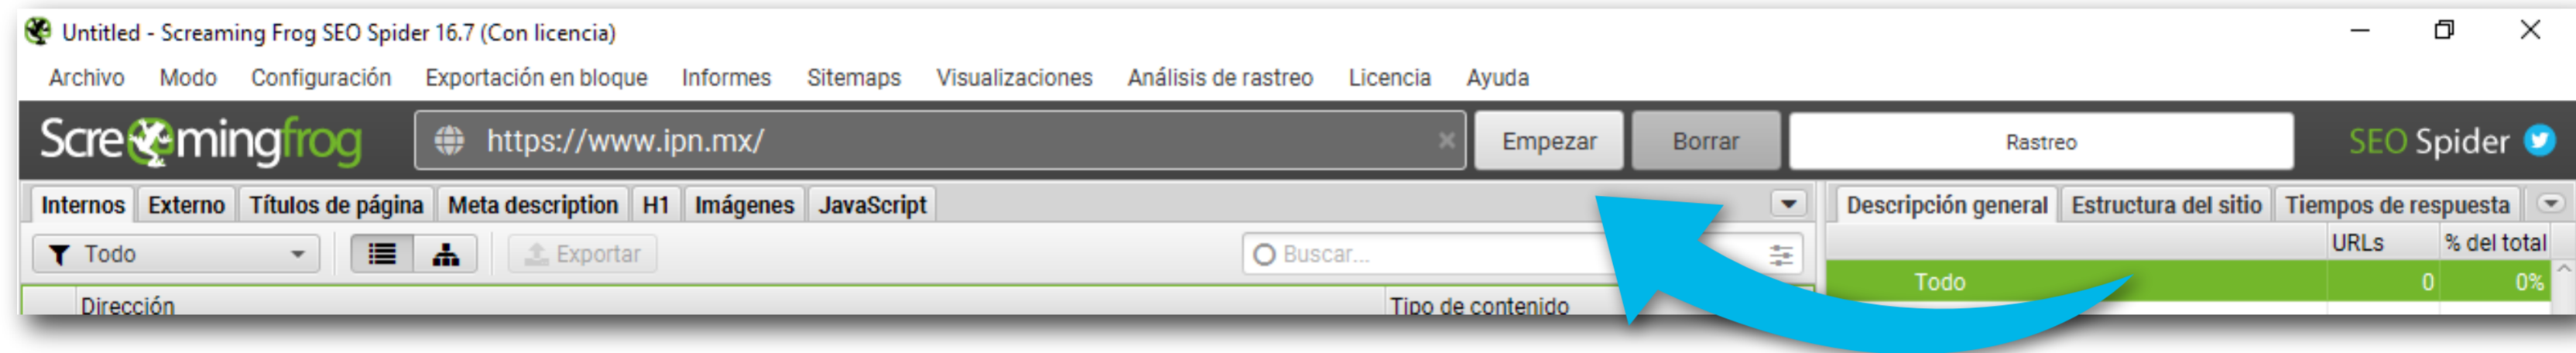 Untitled - Screaming Frog SEO Spider 16.7 (Con licencia)
Archivo Modo Configuración Exportación en bloque Informes Sitemaps Visualizaciones Análisis de rastreo Licencia Ayuda
Screamingfrog https://www.ipn.mx/ Empezar Borrar Rastreo SEO Spider
Internos Externo Títulos de página Meta description H1 Imágenes JavaScript Descripción general Estructura del sitio Tiempos de respuesta
Todo Exportar Buscar... URLs % del total
Todo 0 0%
Dirección Tipo de contenido